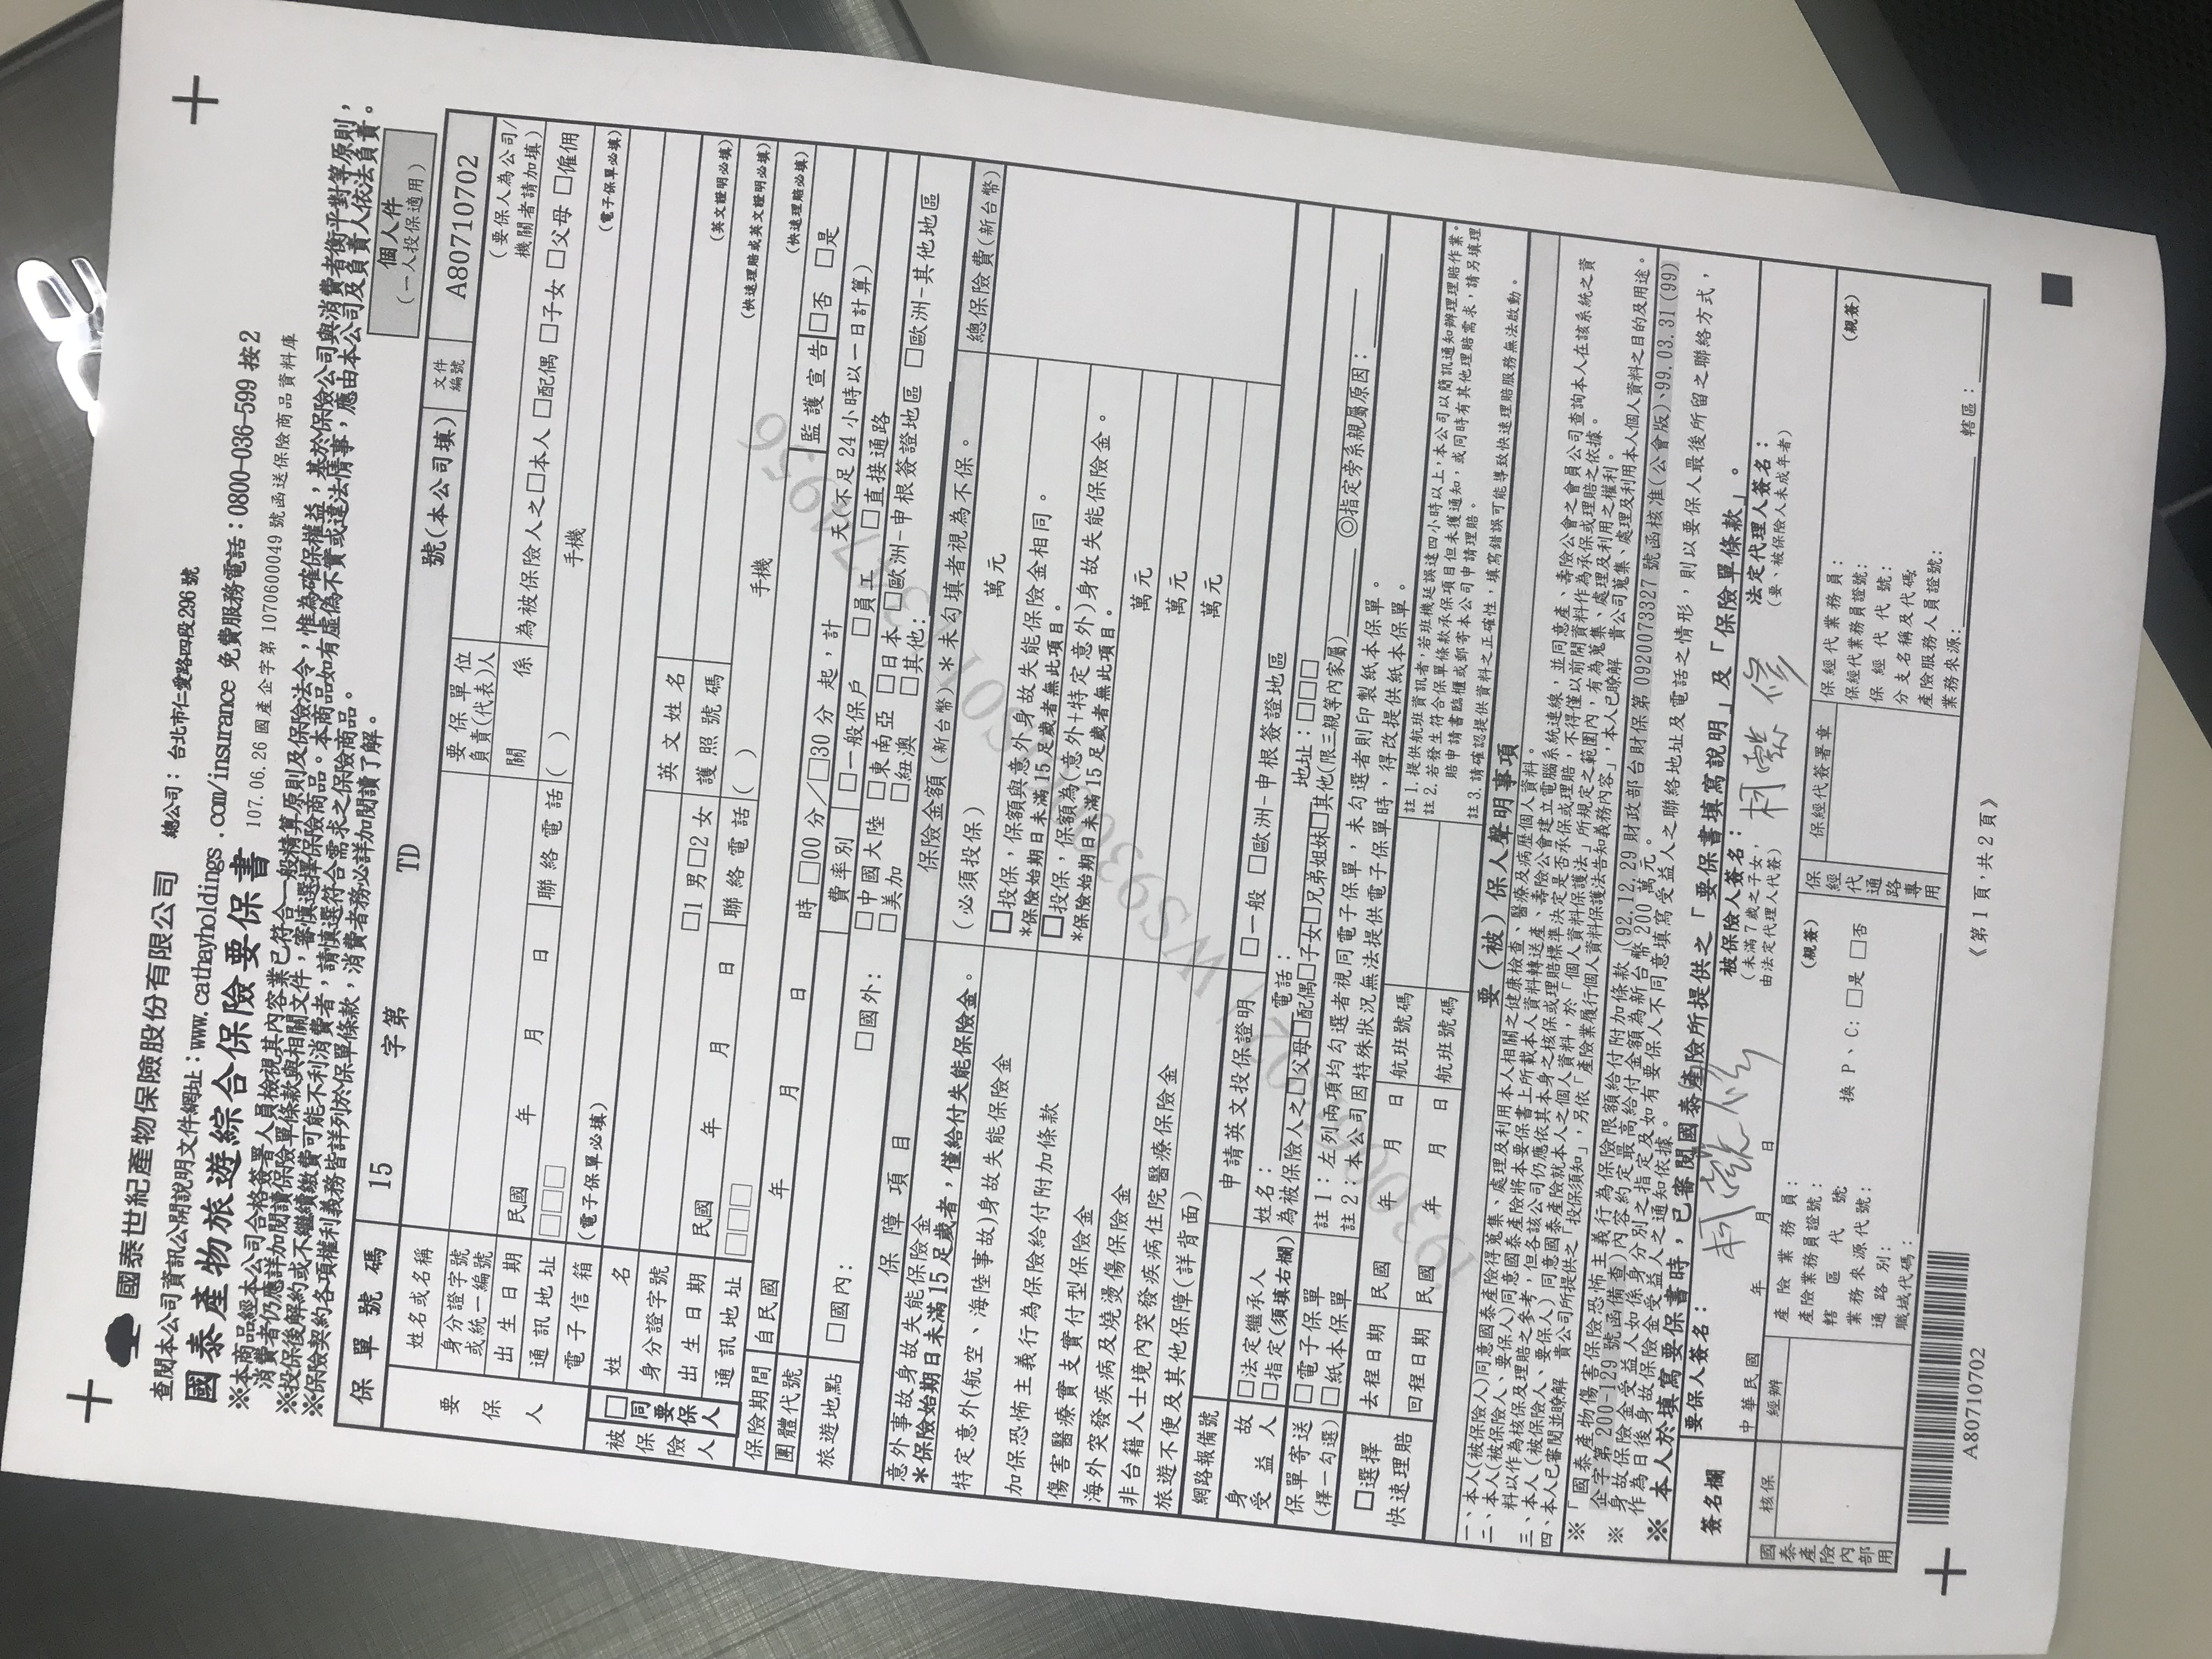 國泰世紀產物保險股份有限公司 總公司：台北市仁愛路四段296號
查閱本公司資訊公開說明文件網址：www.cathayholdings.com/insurance 免費服務電話：0800-036-599 按2
國泰產物旅遊綜合保險要保書 107.06.26 國產企字第 1070600049 號函送保險商品資料庫
※本商品經本公司合格簽署人員檢視其內容業已符合一般精算原則及保險法令，惟為確保權益，基於保險公司與消費者衡平對等原則，
消費者仍應詳加閱讀保險單條款與相關文件，審慎選擇保險商品。本商品如有虛偽不實或違法情事，應由本公司及負責人依法負責。
※投保後解約或不繼續繳費可能不利消費者，請慎選符合需求之保險商品。
※保險契約各項權利義務皆詳列於保單條款，消費者務必詳加閱讀了解。
個人件
（一人投保適用）
保單號碼 15 字第 TD 號(本公司填) 文件編號 A80710702
要保人
姓名或名稱 要保單位負責(代表)人 (要保人為公司/機關者請加填)
身分證字號或統一編號 關係 為被保險人之□本人 □配偶 □子女 □父母 □僱佣
出生日期 民國 年 月 日 聯絡電話 ( ) 手機 (電子保單必填)
通訊地址 □□□
電子信箱 (電子保單必填)
被保險人 □同要保人
姓名 英文姓名 (英文證明必填)
身分證字號 □1 男□2 女 護照號碼 (快速理賠或英文證明必填)
出生日期 民國 年 月 日 聯絡電話 ( ) 手機 (快速理賠必填)
通訊地址 □□□ 監護宣告 □否 □是
保險期間 自民國 年 月 日 時 □00 分／□30 分 起，計 天(不足 24 小時以一日計算)
團體代號 費率別 □一般保戶 □員工 □直接通路
旅遊地點 □國內： □國外： □中國大陸 □東南亞 □日本 □歐洲-申根簽證地區 □歐洲-其他地區
□美加 □紐澳 □其他：
保障項目 保險金額(新台幣)＊未勾填者視為不保。 總保險費(新台幣)
意外事故身故失能保險金
＊保險始期日未滿15足歲者，僅給付失能保險金。 (必須投保) 萬元
特定意外(航空、海陸事故)身故失能保險金 □投保，保額與意外身故失能保險金相同。
*保險始期日未滿15足歲者無此項目。
加保恐怖主義行為保險給付附加條款 □投保，保額為(意外+特定意外)身故失能保險金。
*保險始期日未滿15足歲者無此項目。
傷害醫療實支實付型保險金 萬元
海外突發疾病及燒燙傷保險金 萬元
非台籍人士境內突發疾病住院醫療保險金 萬元
旅遊不便及其他保障(詳背面)
網路報備號 申請英文投保證明 □一般 □歐洲-申根簽證地區
身故受益人 □法定繼承人 姓名： 電話： 地址：□□□
□指定(須填右欄) 為被保險人之□父母□配偶□子女□兄弟姐妹□其他(限三親等內家屬) ◎指定旁系親屬原因：
保單寄送 □電子保單 註1：左列兩項均勾選者視同電子保單，未勾選者則印製紙本保單。
(擇一勾選) □紙本保單 註2：本公司因特殊狀況無法提供電子保單時，得改提供紙本保單。
□選擇快速理賠
去程日期 民國 年 月 日 航班號碼
回程日期 民國 年 月 日 航班號碼
註1.提供航班資訊者，若班機延誤達四小時以上，本公司以簡訊通知辦理理賠作業。
註2.若發生符合保單條款承保項目但未獲通知，或同時有其他理賠需求，請另填理
賠申請書臨櫃或郵寄本公司申請理賠。
註3.請確認提供資料之正確性，填寫錯誤可能導致快速理賠服務無法啟動。
要（被）保人聲明事項
一、本人(被保險人)同意國泰產險得蒐集、處理及利用本人相關之健康檢查、醫療及病歷個人資料。
二、本人(被保險人、要保人)同意國泰產險將本要保書上所載本人資料轉送產、壽險公會建立電腦系統連線，並同意產、壽險公會之會員公司查詢本人在該系統之資
料以作為核保及理賠之參考，但各該公司仍應依其本身之核保或理賠標準決定是否承保或理賠，不得僅以前開資料作為承保或理賠之依據。
三、本人（被保險人、要保人）同意國泰產險就本人之個人資料，於「個人資料保護法」所規定之範圍內，有為蒐集、處理及利用之權利。
四、本人已審閱並瞭解 貴公司所提供之「投保須知」，另依「產險業履行個人資料保護法告知義務內容」，本人已瞭解 貴公司蒐集、處理及利用本人個人資料之目的及用途。
※「國泰產物傷害保險恐怖主義行為保險限額給付附加條款(92.12.29 財政部台財保第 0920073327 號函核准(公會版)、99.03.31(99)
企字第 200-129 號函備查)內容約定最高給付金額為新台幣 200 萬元。
※ 身故保險金受益人如係身分別之指定及如有要保人不同意填寫受益人之聯絡地址及電話之情形，則以要保人最後所留之聯絡方式，
作為日後身故保險金受益人之通知依據。
※ 本人於填寫要保書時，已審閱國泰產險所提供之「要保書填寫說明」及「保險單條款」。
簽名欄 要保人簽名： 柯懿修 被保險人簽名： 柯懿修 法定代理人簽名：
(未滿7歲之子女，由法定代理人代簽) (要、被保險人未成年者)
中華民國 年 月 日
國泰產險內部用 核保 經辦
產險業務員： (親簽)
產險業務員證號：
轄區代號
業務來源代號： 換 P、C：□是 □否
通路別：
職域代碼：
保經代通路專用 保經代簽署章
保經代業務員： (親簽)
保經代業務員證號：
保經代代號：
分支名稱及代碼
產險服務人員證號：
業務來源： 轄區：
A80710702
《第1頁，共2頁》